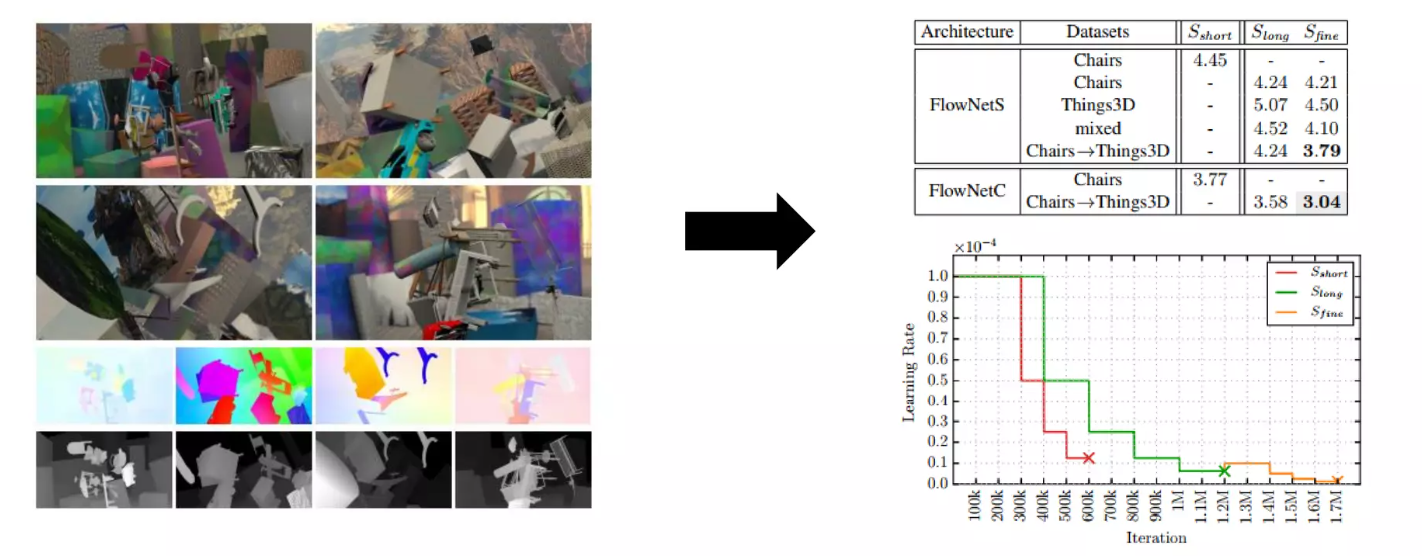 Architecture Datasets S_short S_long S_fine
Chairs 4.45 - -
Chairs - 4.24 4.21
FlowNetS Things3D - 5.07 4.50
mixed - 4.52 4.10
Chairs→Things3D - 4.24 3.79
FlowNetC Chairs 3.77 - -
Chairs→Things3D - 3.58 3.04
×10⁻⁴
S_short
S_long
S_fine
1.0
0.9
0.8
0.7
0.6
0.5
0.4
0.3
0.2
0.1
0.0
Learning Rate
100k 200k 300k 400k 500k 600k 700k 800k 900k 1M 1.1M 1.2M 1.3M 1.4M 1.5M 1.6M 1.7M
Iteration